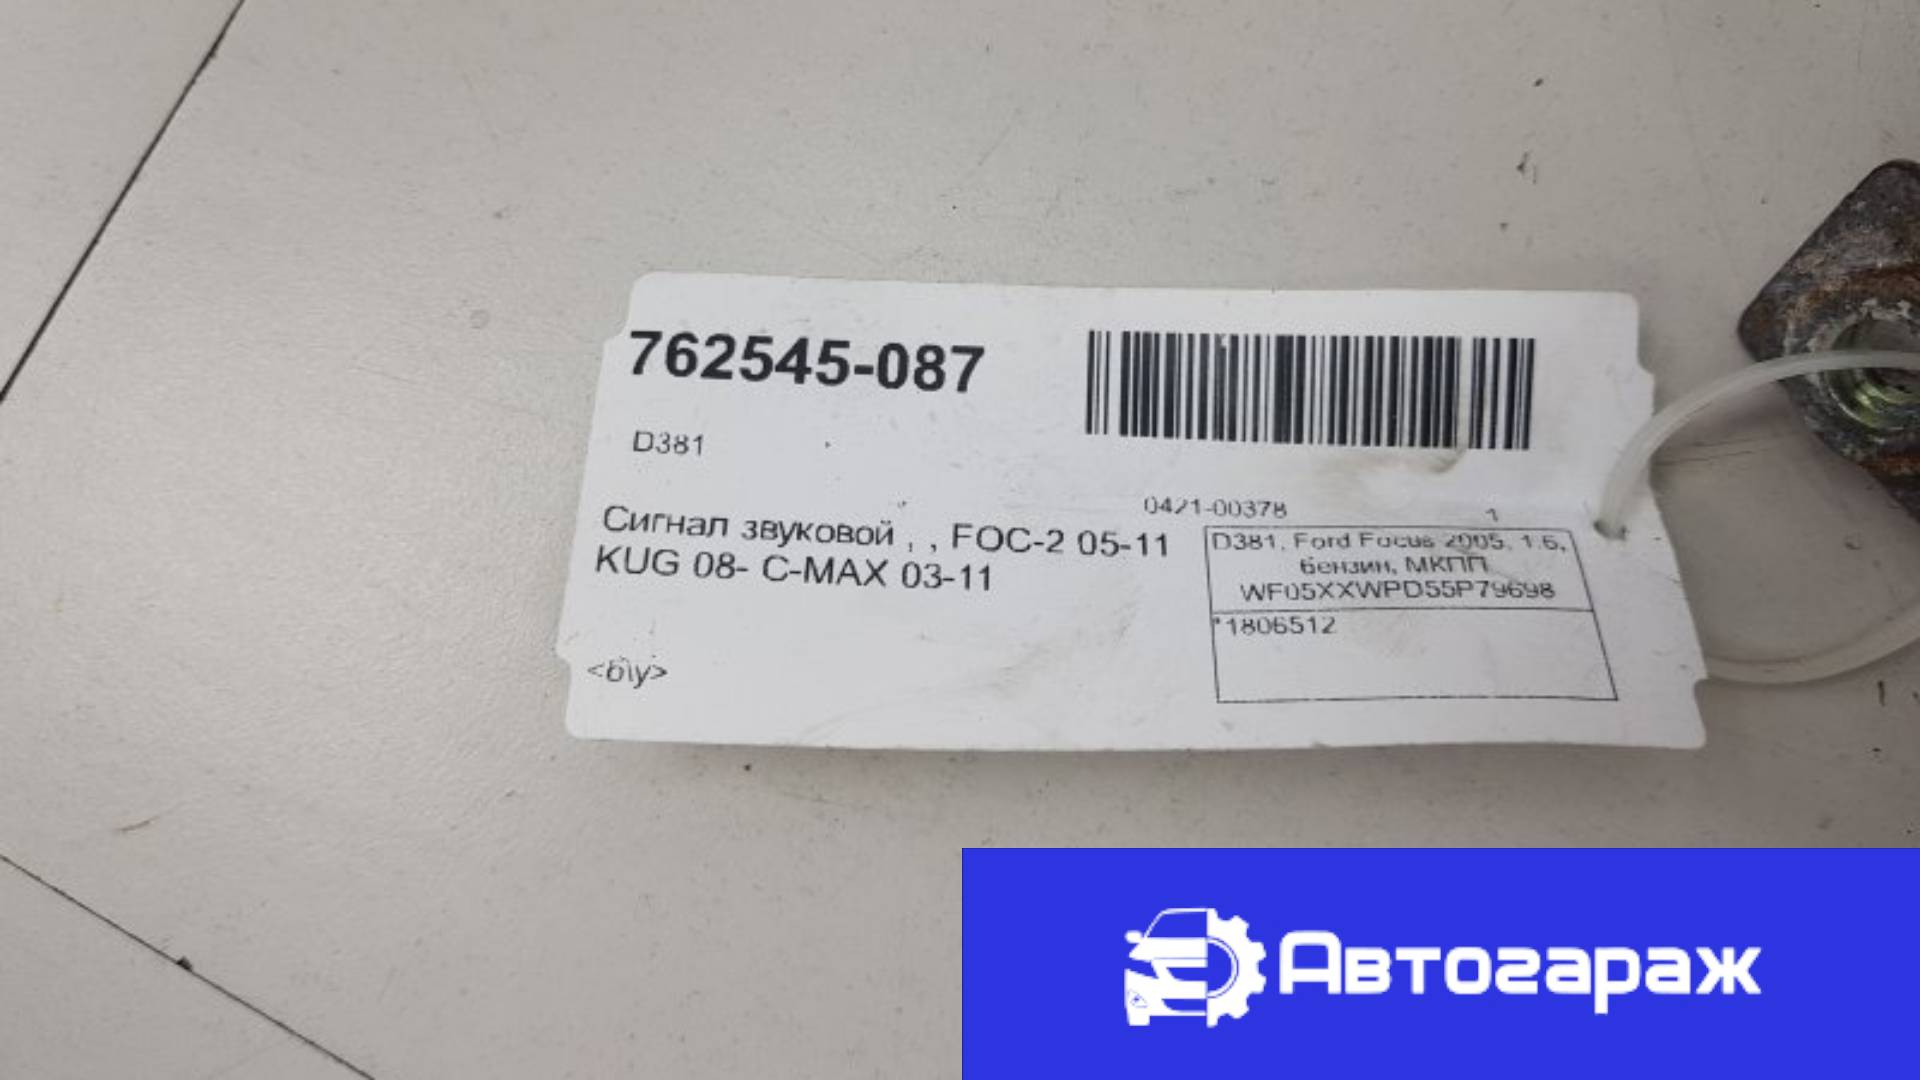 762545-087
D381
Сигнал звуковой , , FOC-2 05-11
KUG 08- C-MAX 03-11
<b\y>
0421-00378 1
D381, Ford Focus 2005, 1.6,
бензин, МКПП
WF05XXWPD55P79698
*1806512
Автогараж